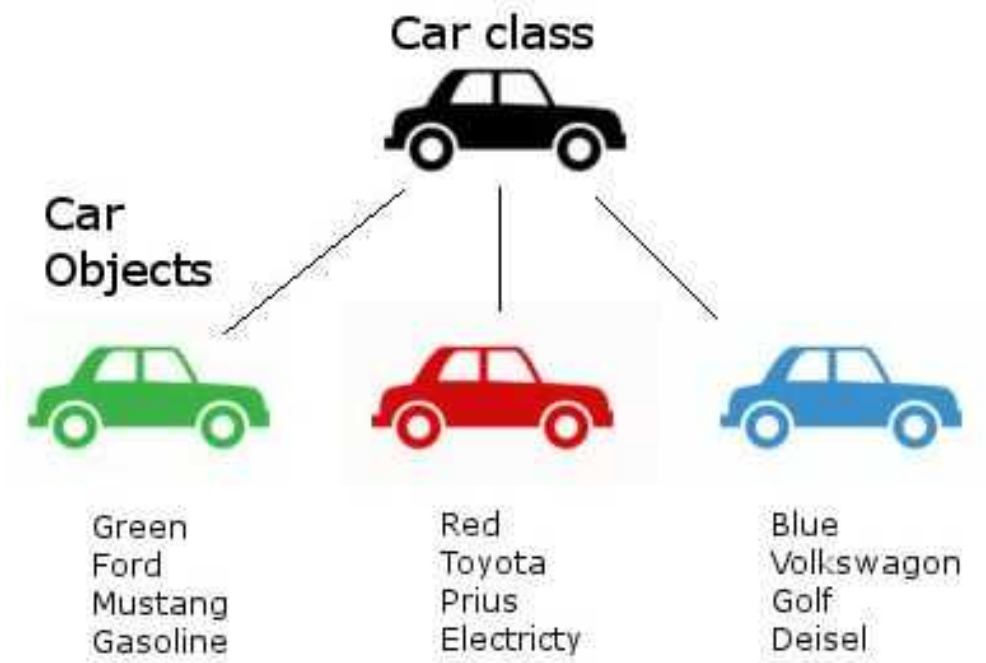 Car class
Car
Objects
Green
Ford
Mustang
Gasoline
Red
Toyota
Prius
Electricty
Blue
Volkswagon
Golf
Deisel